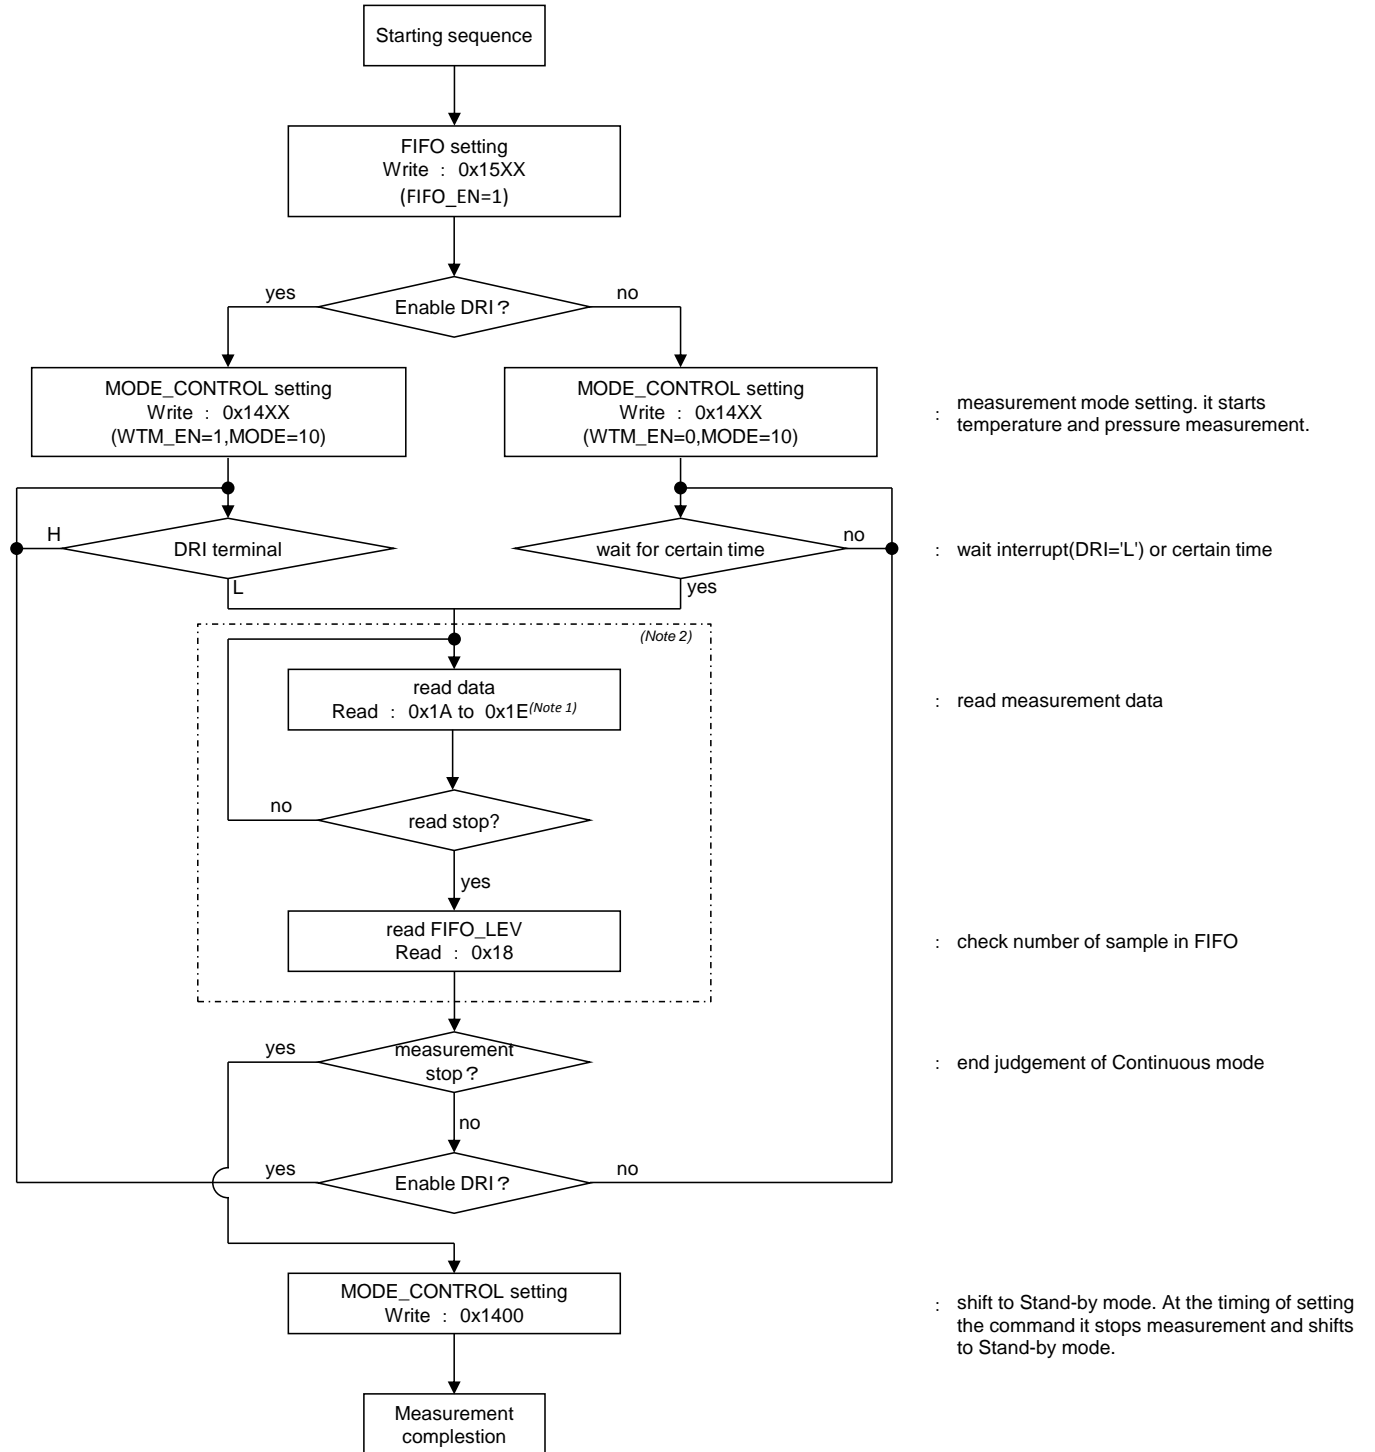 Starting sequence
FIFO setting
Write : 0x15XX
(FIFO_EN=1)
yes
Enable DRI?
no
MODE_CONTROL setting
Write : 0x14XX
(WTM_EN=1,MODE=10)
MODE_CONTROL setting
Write : 0x14XX
(WTM_EN=0,MODE=10)
: measurement mode setting. it starts
temperature and pressure measurement.
H
DRI terminal
L
wait for certain time
no
yes
: wait interrupt(DRI='L') or certain time
(Note 2)
read data
Read : 0x1A to 0x1E(Note 1)
: read measurement data
no
read stop?
yes
read FIFO_LEV
Read : 0x18
: check number of sample in FIFO
yes
measurement
stop?
no
: end judgement of Continuous mode
yes
Enable DRI?
no
MODE_CONTROL setting
Write : 0x1400
: shift to Stand-by mode. At the timing of setting
the command it stops measurement and shifts
to Stand-by mode.
Measurement
complestion